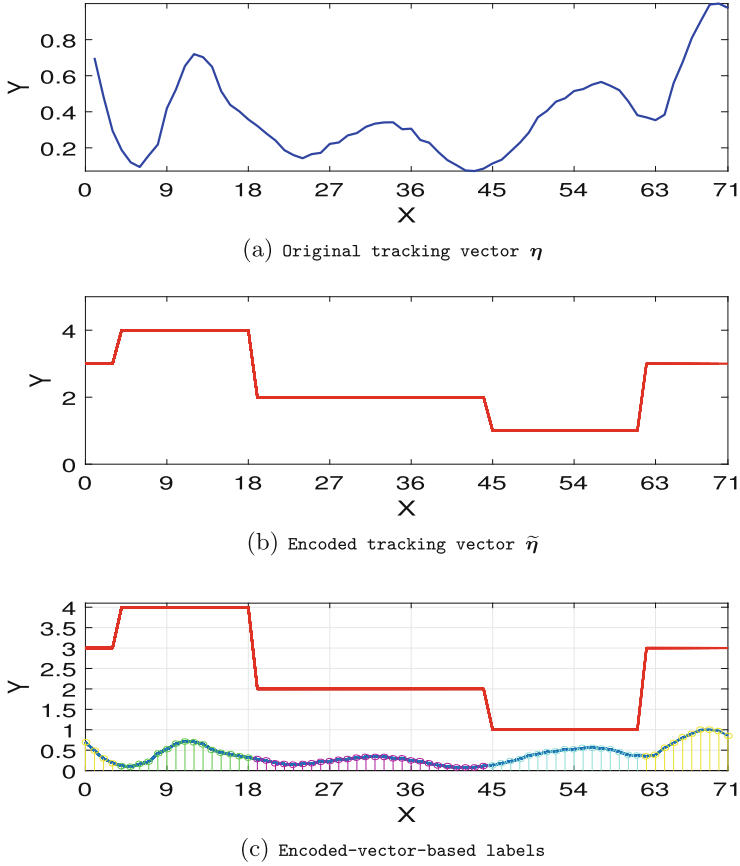 0.8
0.6
0.4
0.2
Y
0 9 18 27 36 45 54 63 71
X
(a) Original tracking vector η
4
2
0
Y
0 9 18 27 36 45 54 63 71
X
(b) Encoded tracking vector η̃
4
3.5
3
2.5
2
1.5
1
0.5
0
Y
0 9 18 27 36 45 54 63 71
X
(c) Encoded-vector-based labels